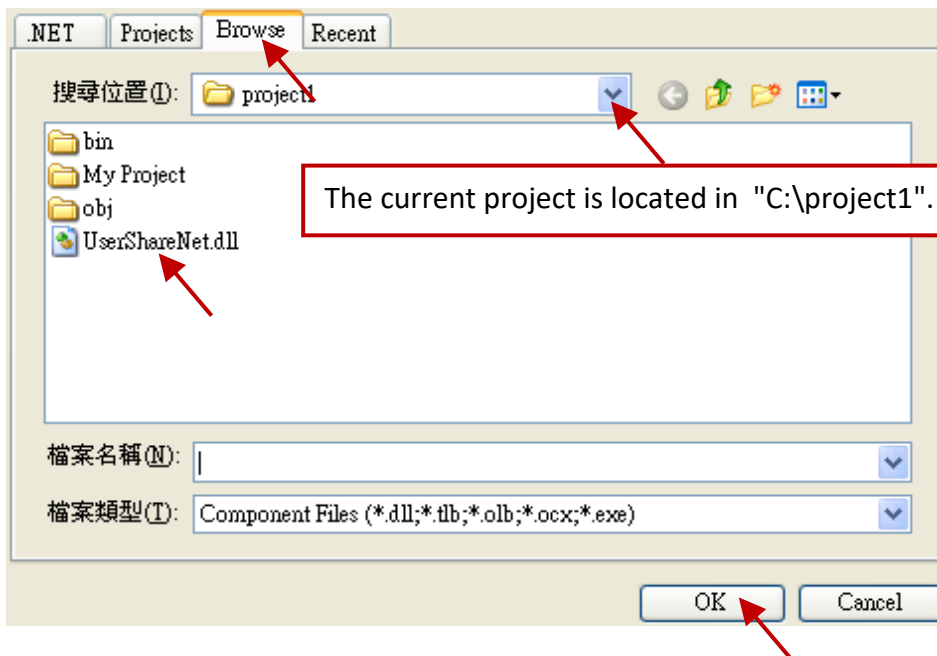 .NET Projects Browse Recent
搜尋位置(I): project1
bin
My Project
obj
UserShareNet.dll
The current project is located in "C:\project1".
檔案名稱(N):
檔案類型(T): Component Files (*.dll;*.tlb;*.olb;*.ocx;*.exe)
OK Cancel